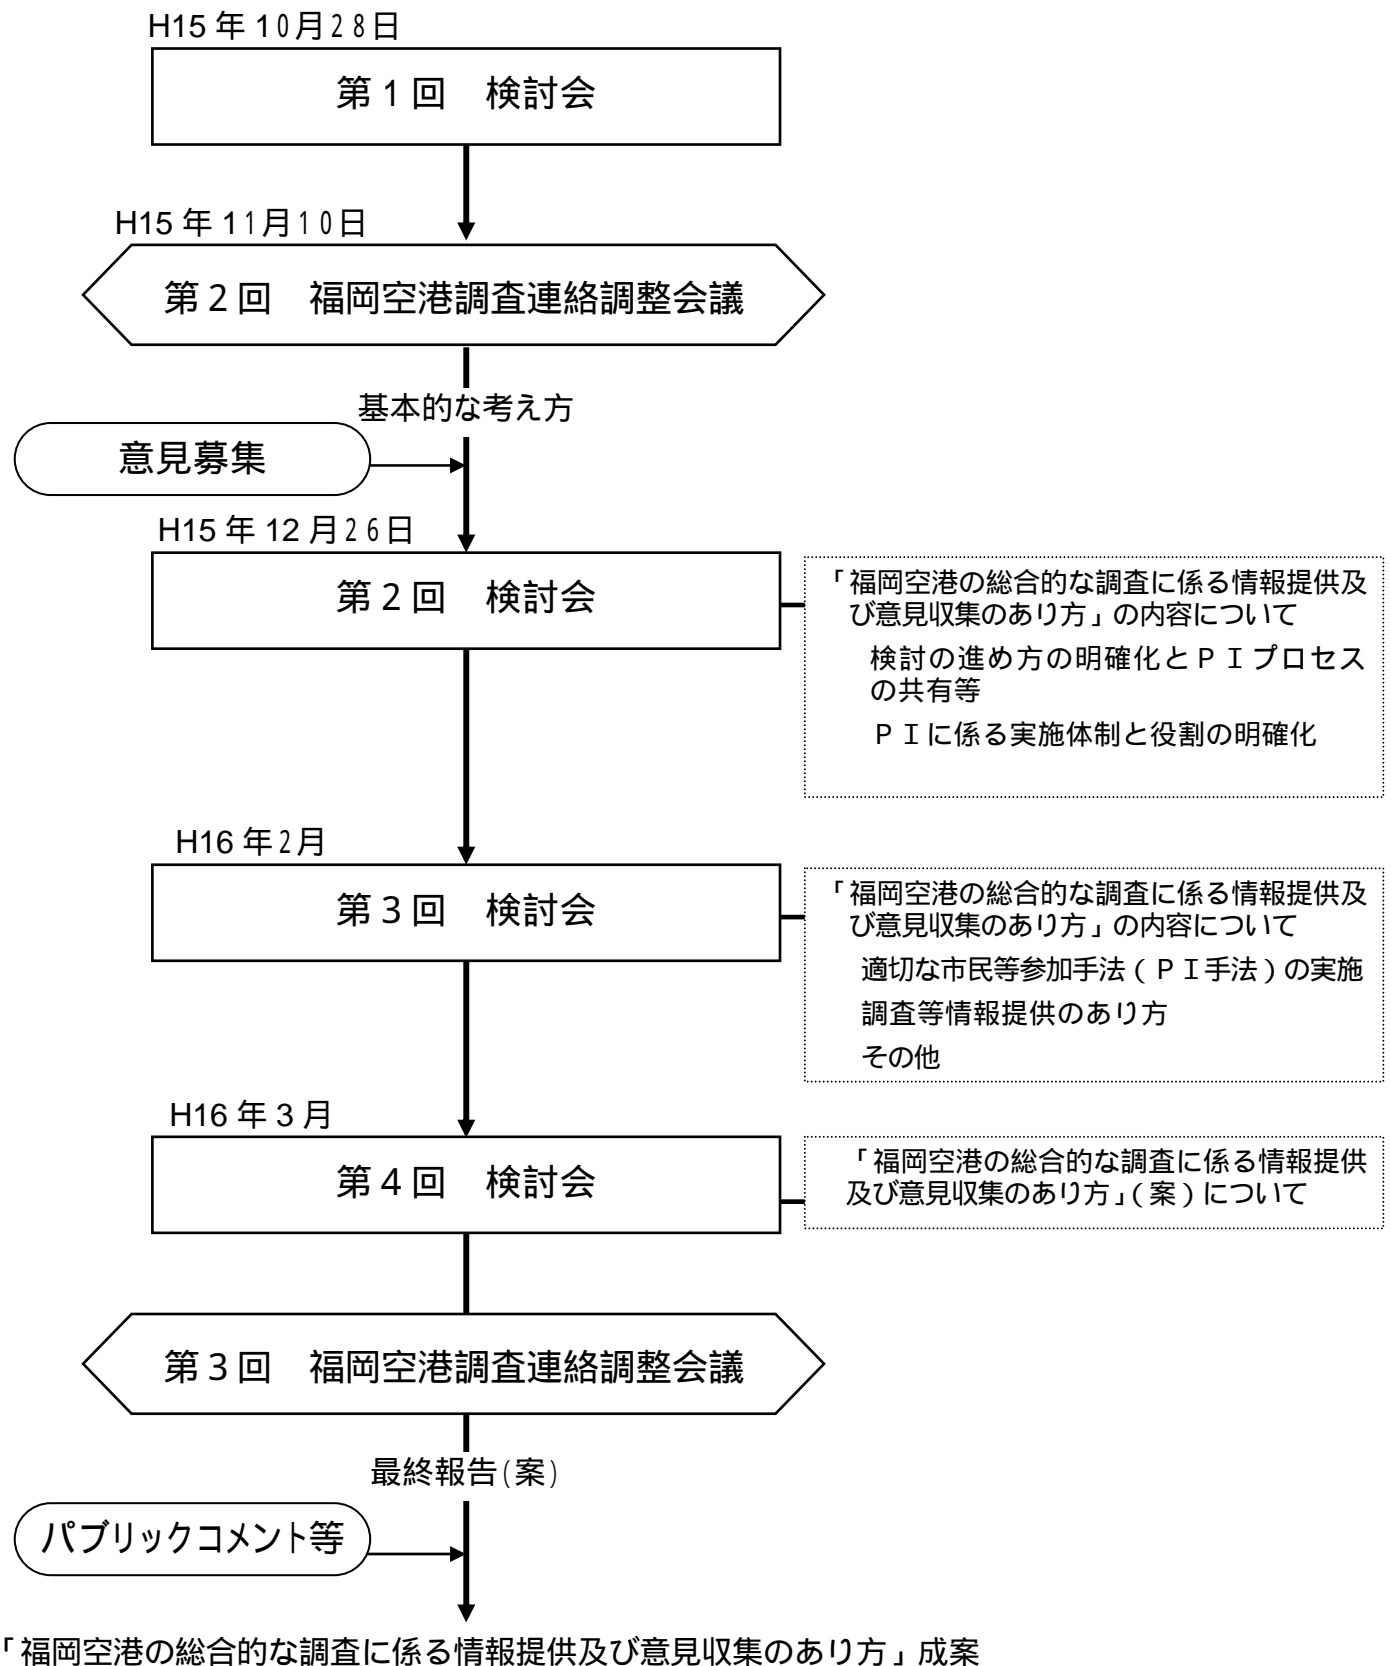 H15 年 10月28日
第1回　検討会
H15 年 11月10日
第2回　福岡空港調査連絡調整会議
基本的な考え方
意見募集
H15 年 12 月26日
第2回　検討会
「福岡空港の総合的な調査に係る情報提供及
び意見収集のあり方」の内容について
検討の進め方の明確化とＰＩプロセス
の共有等
ＰＩに係る実施体制と役割の明確化
H16 年2月
第3回　検討会
「福岡空港の総合的な調査に係る情報提供及
び意見収集のあり方」の内容について
適切な市民等参加手法（ＰＩ手法）の実施
調査等情報提供のあり方
その他
H16 年 3 月
第4回　検討会
「福岡空港の総合的な調査に係る情報提供
及び意見収集のあり方」（案）について
第3回　福岡空港調査連絡調整会議
最終報告(案)
パブリックコメント等
「福岡空港の総合的な調査に係る情報提供及び意見収集のあり方」成案